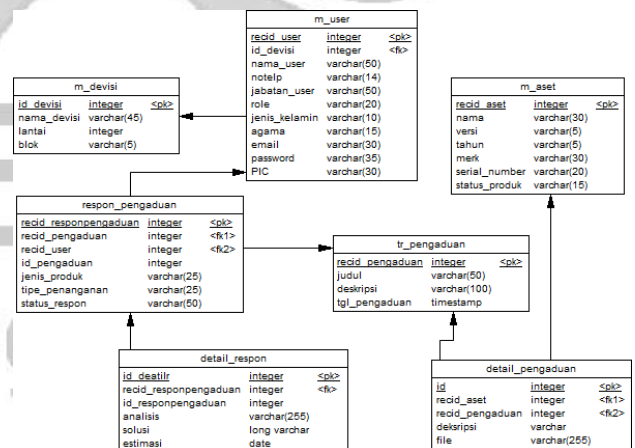 m_user
recid_user integer <pk>
id_devisi integer <fk>
nama_user varchar(50)
notelp varchar(14)
jabatan_user varchar(50)
role varchar(20)
jenis_kelamin varchar(10)
agama varchar(15)
email varchar(30)
password varchar(35)
PIC varchar(30)
m_devisi
id_devisi integer <pk>
nama_devisi varchar(45)
lantai integer
blok varchar(5)
m_aset
recid_aset integer <pk>
nama varchar(30)
versi varchar(5)
tahun varchar(5)
merk varchar(30)
serial_number varchar(20)
status_produk varchar(15)
respon_pengaduan
recid_responpengaduan integer <pk>
recid_pengaduan integer <fk1>
recid_user integer <fk2>
id_pengaduan integer
jenis_produk varchar(25)
tipe_penanganan varchar(25)
status_respon varchar(50)
tr_pengaduan
recid_pengaduan integer <pk>
judul varchar(50)
deskripsi varchar(100)
tgl_pengaduan timestamp
detail_respon
id_deatilr integer <pk>
recid_responpengaduan integer <fk>
id_responpengaduan integer
analisis varchar(255)
solusi long varchar
estimasi date
detail_pengaduan
id integer <pk>
recid_aset integer <fk1>
recid_pengaduan integer <fk2>
deksripsi varchar
file varchar(255)